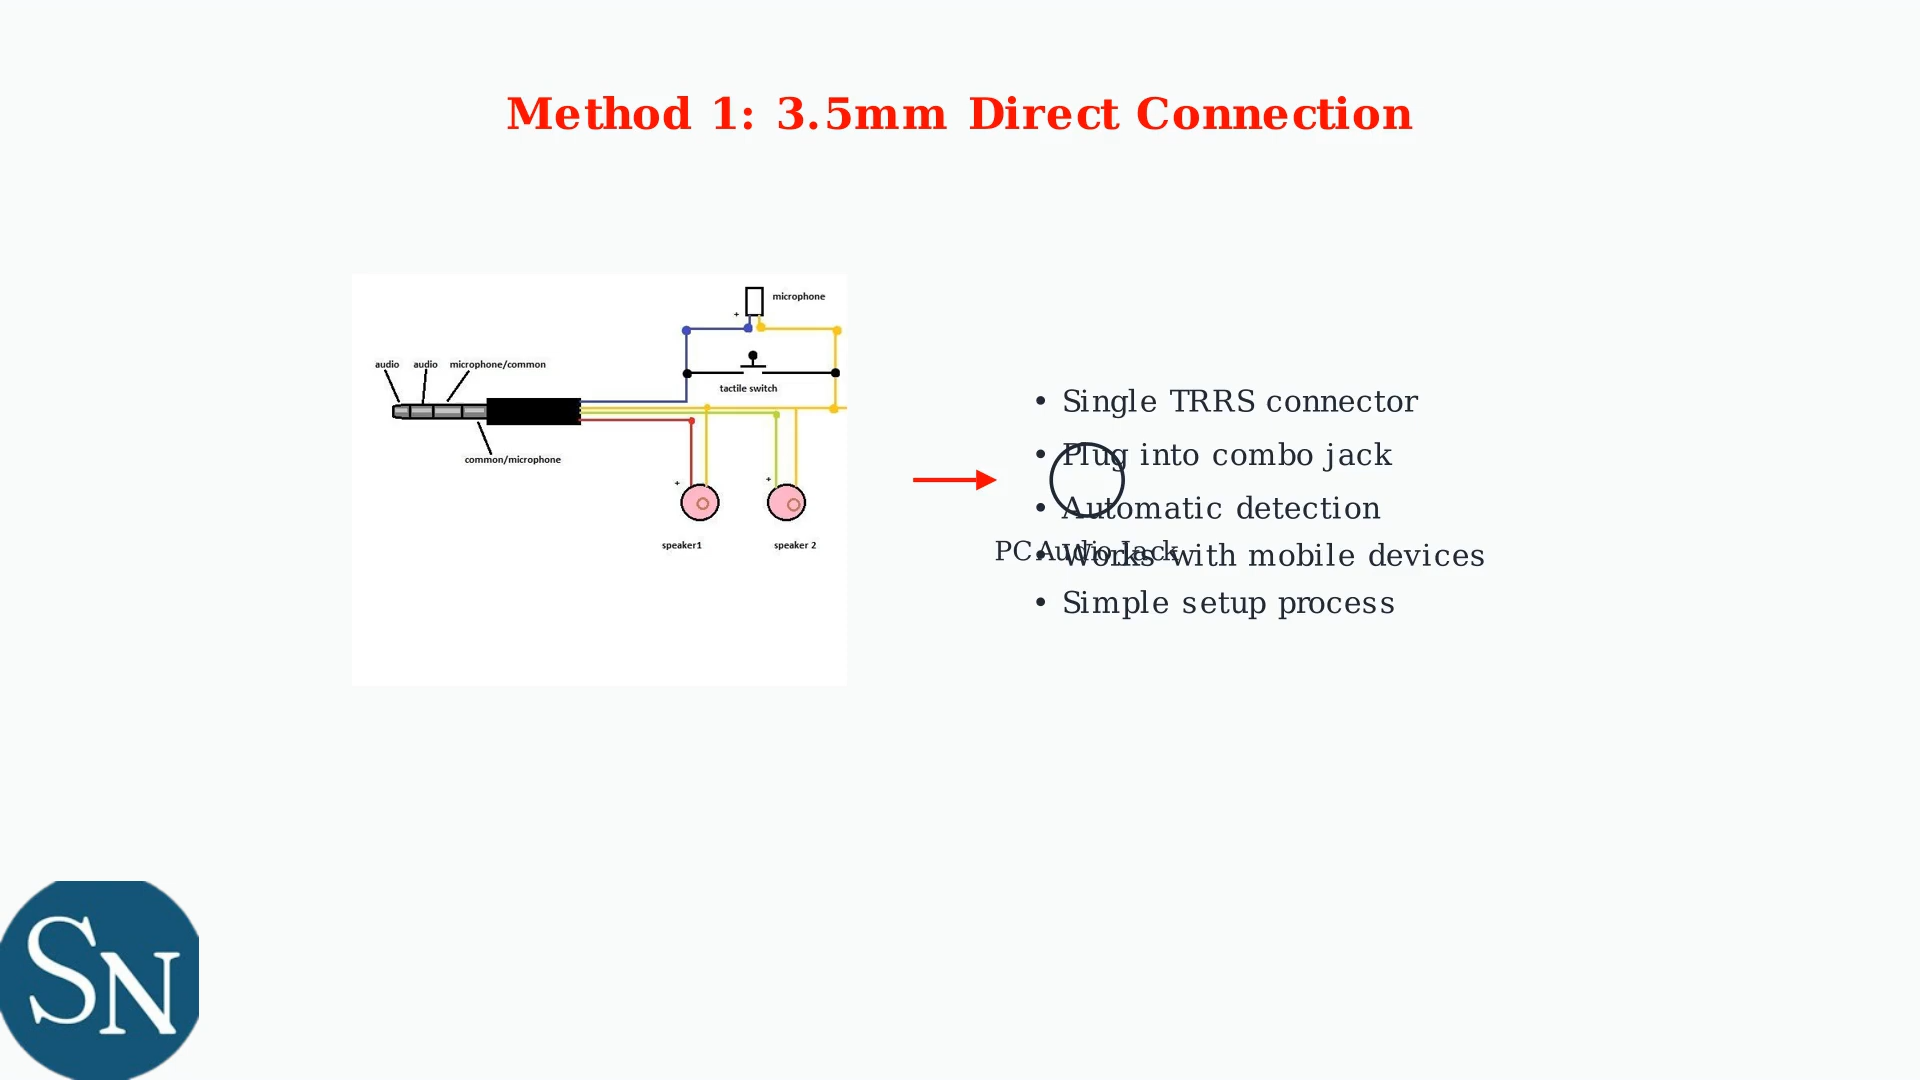 Method 1: 3.5mm Direct Connection
microphone
+
audio audio microphone/common
tactile switch
common/microphone
+ +
speaker1 speaker 2
• Single TRRS connector
• Plug into combo jack
• Automatic detection
PC Audio Jack
• Works with mobile devices
• Simple setup process
SN